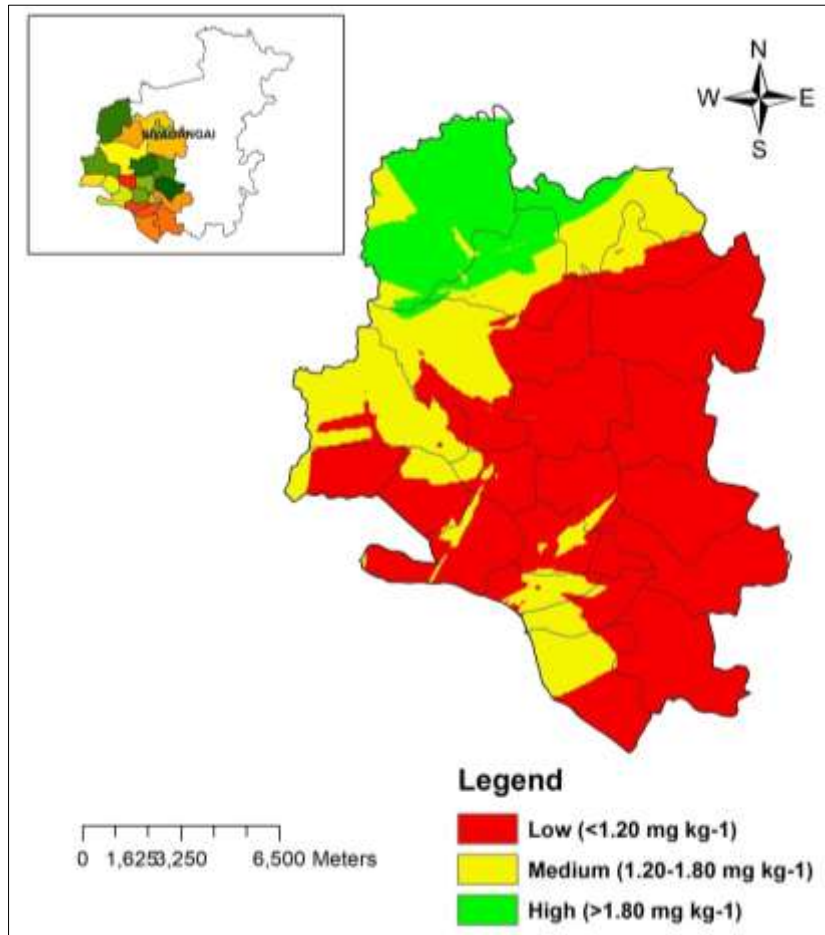 SIVAGANGAI
N
W E
S
Legend
Low (<1.20 mg kg-1)
Medium (1.20-1.80 mg kg-1)
High (>1.80 mg kg-1)
0 1,625 3,250 6,500 Meters